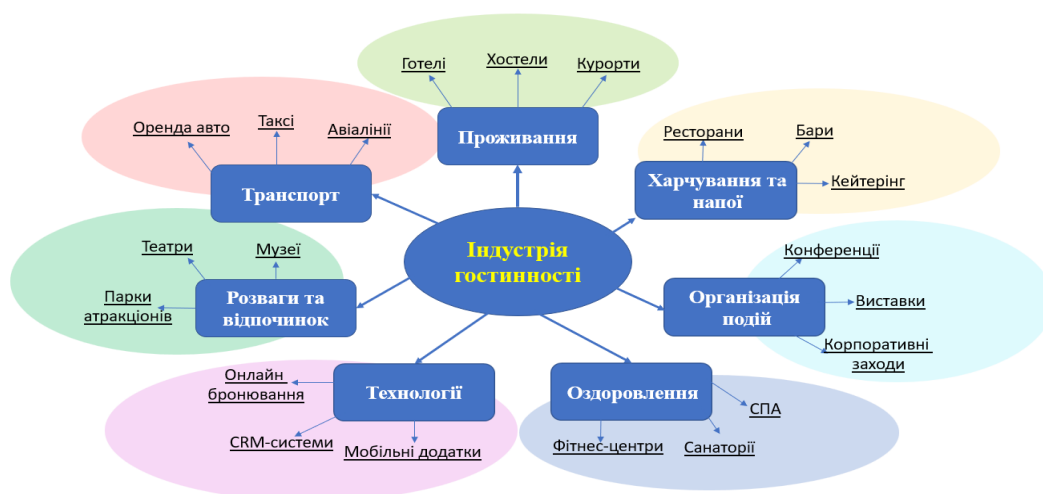 Готелі
Хостели
Курорти
Проживання
Оренда авто
Таксі
Авіалінії
Транспорт
Ресторани
Бари
Кейтерінг
Харчування та
напої
Індустрія
гостинності
Театри
Музеї
Парки
атракціонів
Розваги та
відпочинок
Конференції
Виставки
Корпоративні
заходи
Організація
подій
Онлайн
бронювання
CRM-системи
Мобільні додатки
Технології
Оздоровлення
СПА
Фітнес-центри
Санаторії